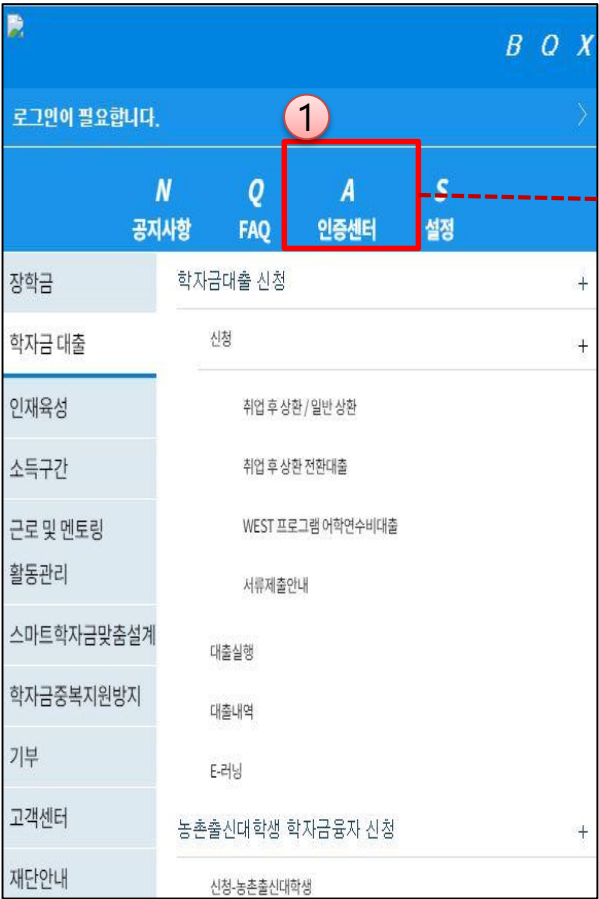 B Q X
로그인이 필요합니다.
1
N Q A S
공지사항 FAQ 인증센터 설정
장학금
학자금 대출
인재육성
소득구간
근로 및 멘토링
활동관리
스마트학자금맞춤설계
학자금중복지원방지
기부
고객센터
재단안내
학자금대출 신청 +
신청 +
취업 후 상환 / 일반 상환
취업 후 상환 전환대출
WEST 프로그램 어학연수비대출
서류제출안내
대출실행
대출내역
E-러닝
농촌출신대학생 학자금융자 신청 +
신청-농촌출신대학생